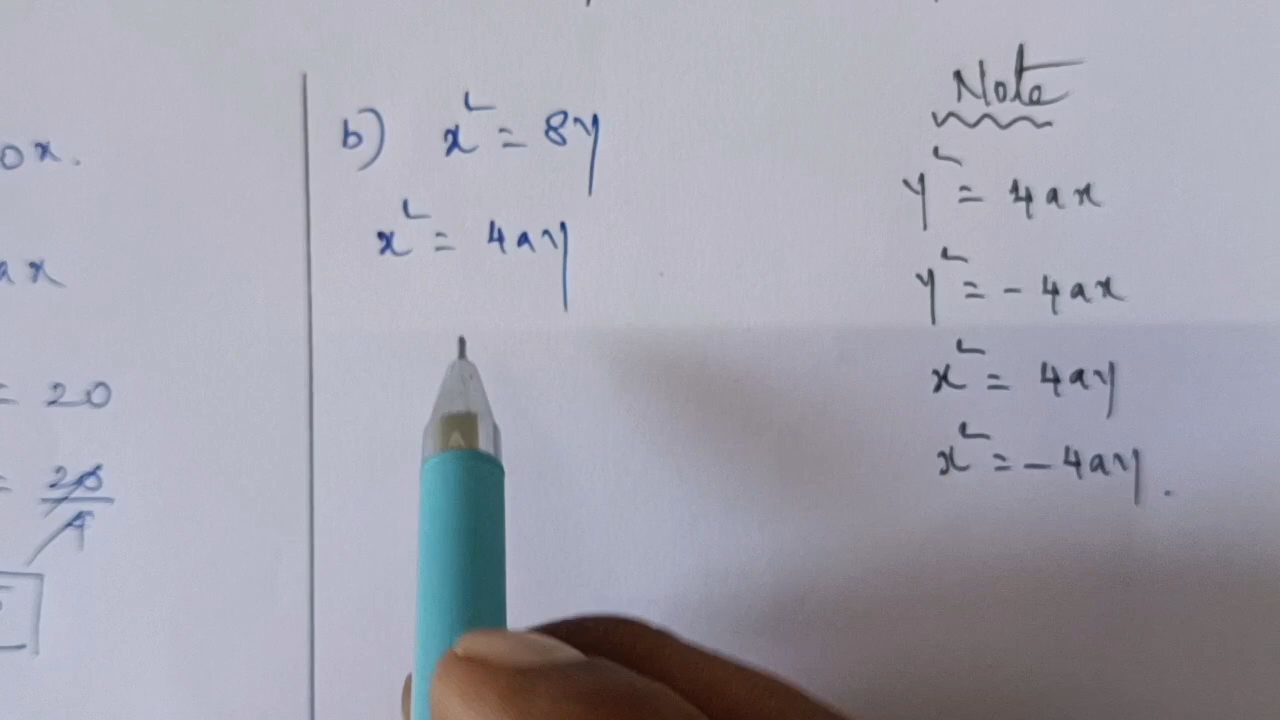 0x.
ax
= 20
= 20/4
b) x² = 8y
x² = 4ay
Note
y² = 4ax
y² = - 4ax
x² = 4ay
x² = - 4ay.